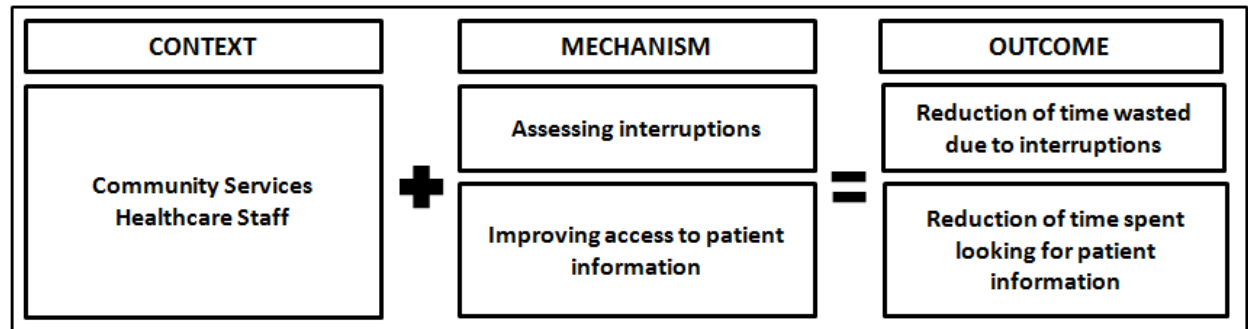 CONTEXT
MECHANISM
OUTCOME
Community Services
Healthcare Staff
+
Assessing interruptions
Improving access to patient
information
=
Reduction of time wasted
due to interruptions
Reduction of time spent
looking for patient
information